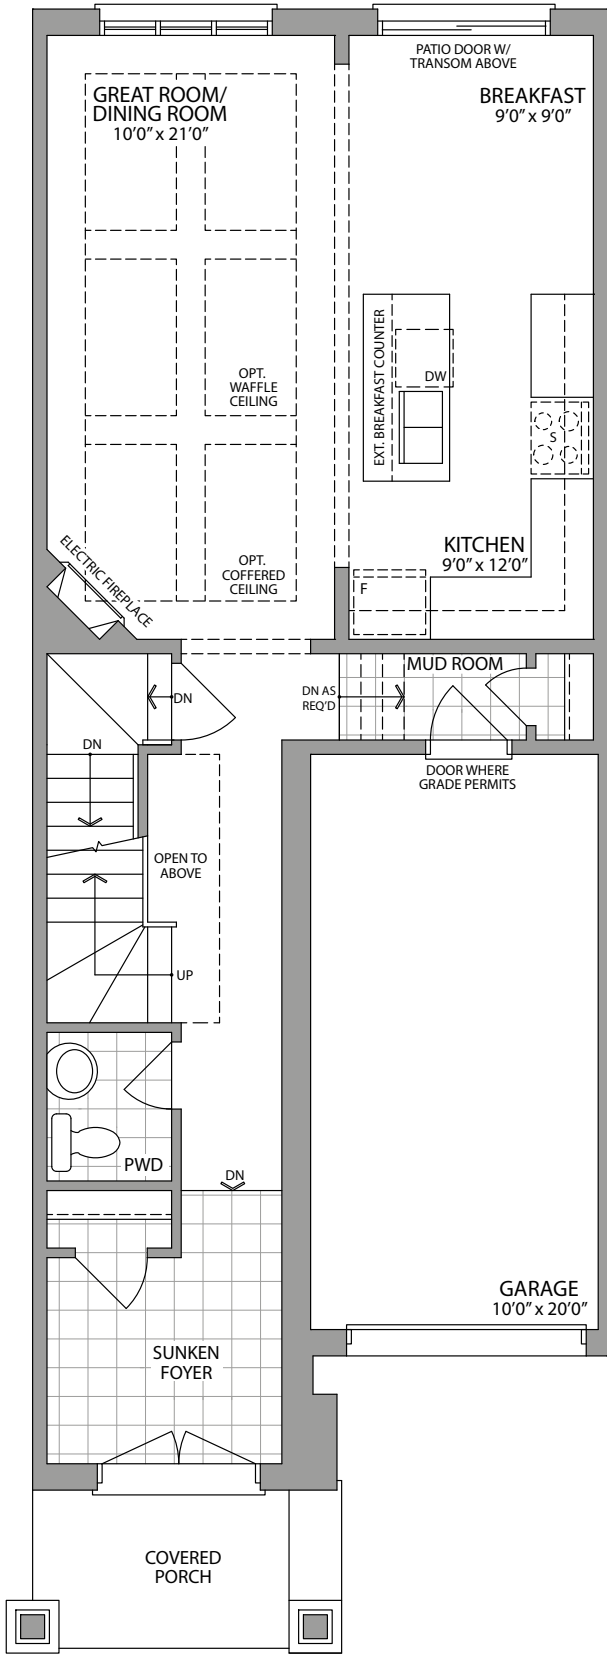 PATIO DOOR W/
TRANSOM ABOVE
GREAT ROOM/
DINING ROOM
10'0" x 21'0"
BREAKFAST
9'0" x 9'0"
EXT. BREAKFAST COUNTER
DW
OPT.
WAFFLE
CEILING
S
ELECTRIC FIREPLACE
OPT.
COFFERED
CEILING
KITCHEN
9'0" x 12'0"
F
MUD ROOM
DN
DN AS
REQ'D
DN
DOOR WHERE
GRADE PERMITS
OPEN TO
ABOVE
UP
PWD
DN
GARAGE
10'0" x 20'0"
SUNKEN
FOYER
COVERED
PORCH